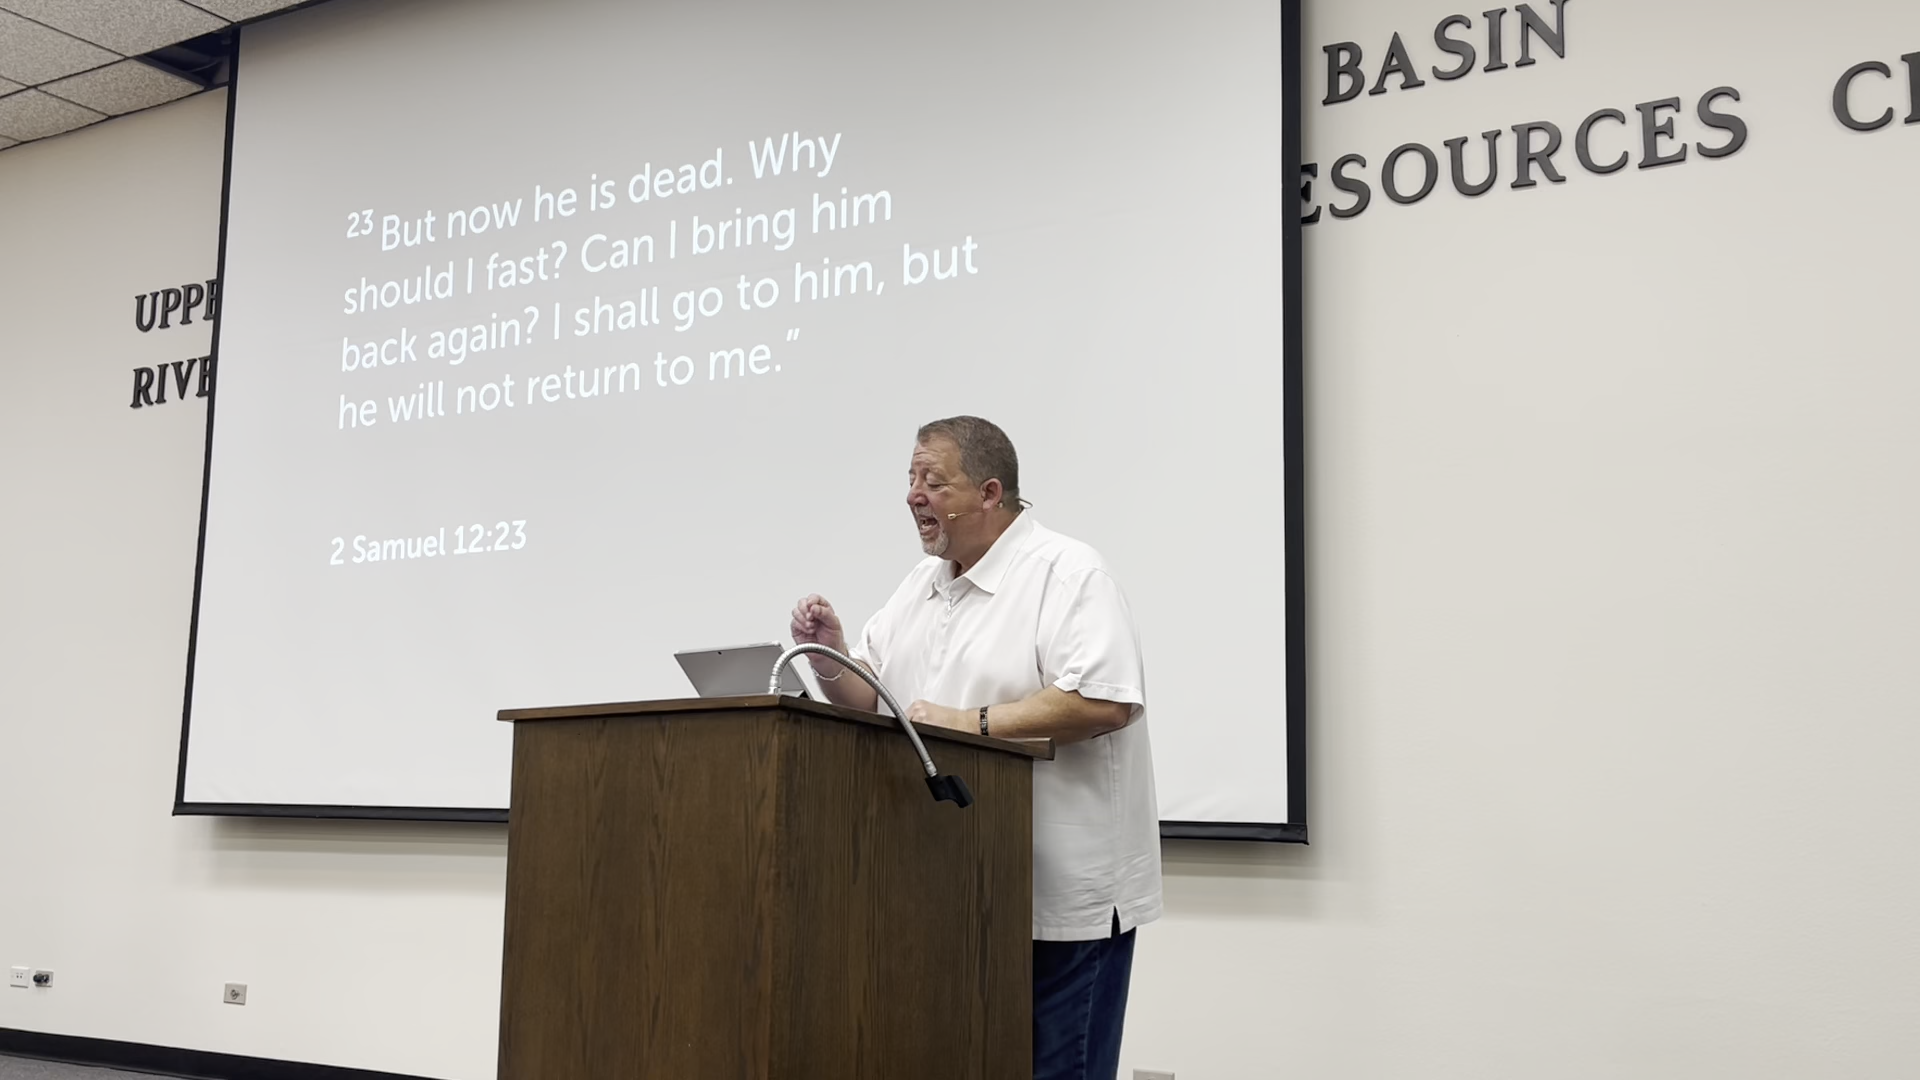 23 But now he is dead. Why
should I fast? Can I bring him
back again? I shall go to him, but
he will not return to me.”
2 Samuel 12:23
BASIN
ESOURCES
UPPE
RIVE